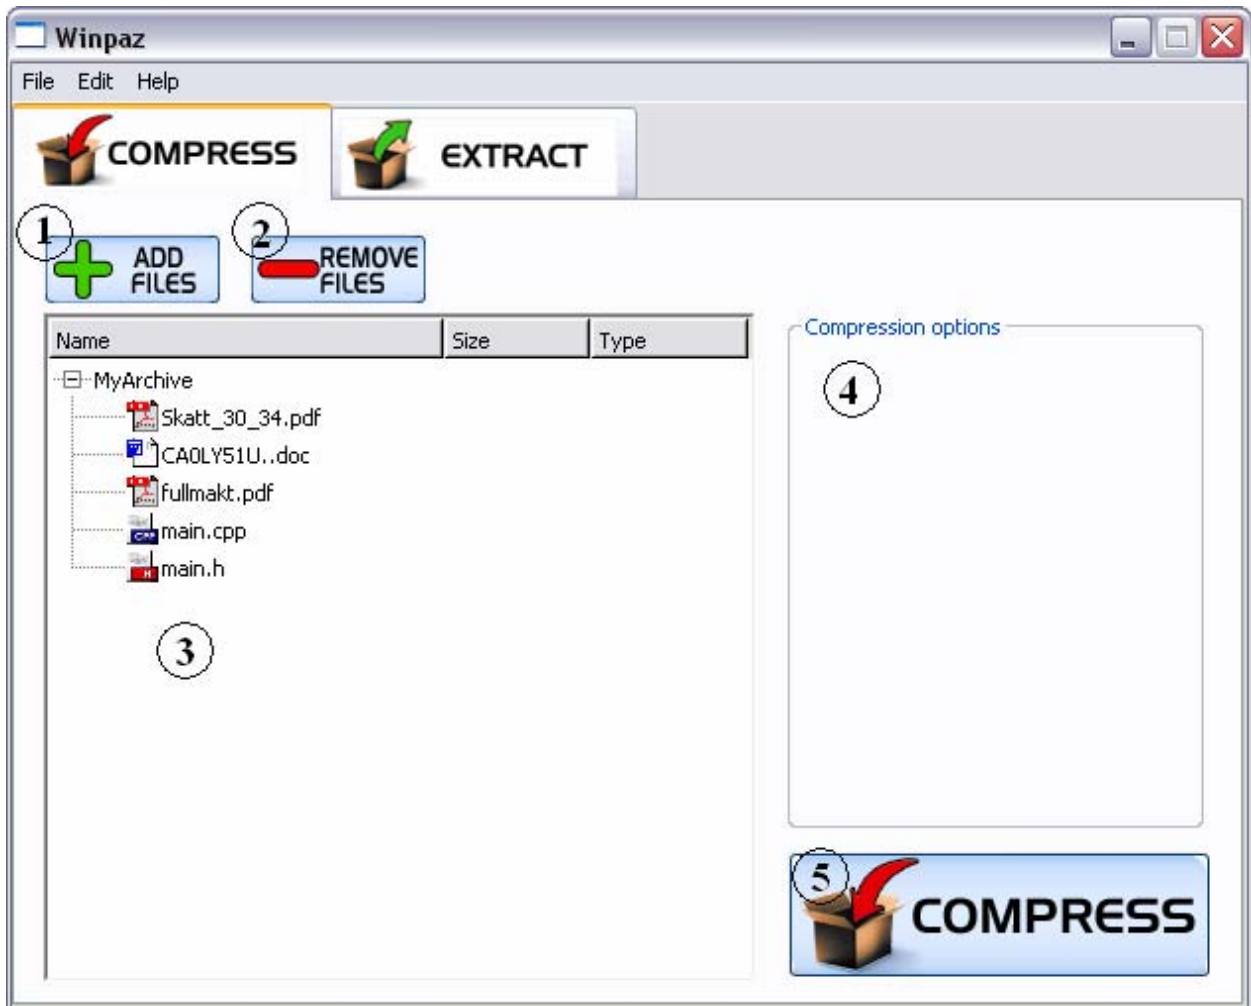 Winpaz
File Edit Help
COMPRESS
EXTRACT
1
ADD
FILES
2
REMOVE
FILES
Name Size Type
MyArchive
Skatt_30_34.pdf
CA0LY51U..doc
fullmakt.pdf
main.cpp
main.h
3
Compression options
4
5
COMPRESS